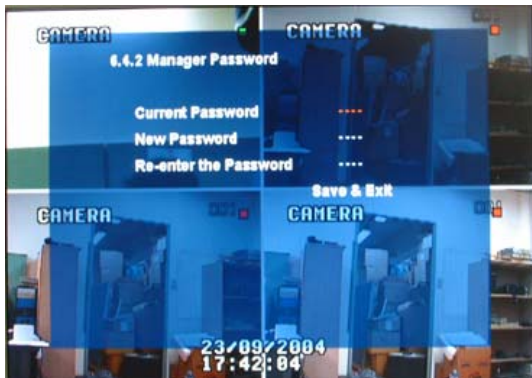 CAMERA
CAMERA
6.4.2 Manager Password
Current Password ----
New Password ----
Re-enter the Password ----
Save & Exit
CAMERA
CAMERA
23/09/2004
17:42:04